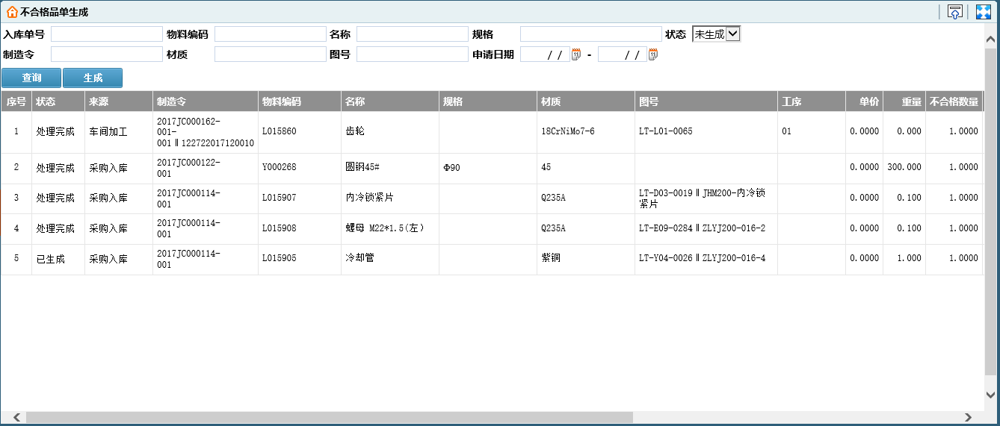 不合格品单生成
入库单号 物料编码 名称 规格 状态 未生成
制造令 材质 图号 申请日期 / / 11 - / / 11
查询 生成
序号 状态 来源 制造令 物料编码 名称 规格 材质 图号 工序 单价 重量 不合格数量
1 处理完成 车间加工 2017JC000162-
001-
001‖122722017120010 L015860 齿轮 18CrNiMo7-6 LT-L01-0065 01 0.0000 0.000 1.0000
2 处理完成 采购入库 2017JC000122-
001 Y000268 圆钢45# Φ90 45 0.0000 300.000 1.0000
3 处理完成 采购入库 2017JC000114-
001 L015907 内冷锁紧片 Q235A LT-D03-0019‖JHM200-内冷锁
紧片 0.0000 0.100 1.0000
4 处理完成 采购入库 2017JC000114-
001 L015908 螺母 M22*1.5(左） Q235A LT-E09-0284‖ZLYJ200-016-2 0.0000 0.100 1.0000
5 已生成 采购入库 2017JC000114-
001 L015905 冷却管 紫铜 LT-Y04-0026‖ZLYJ200-016-4 0.0000 1.000 1.0000